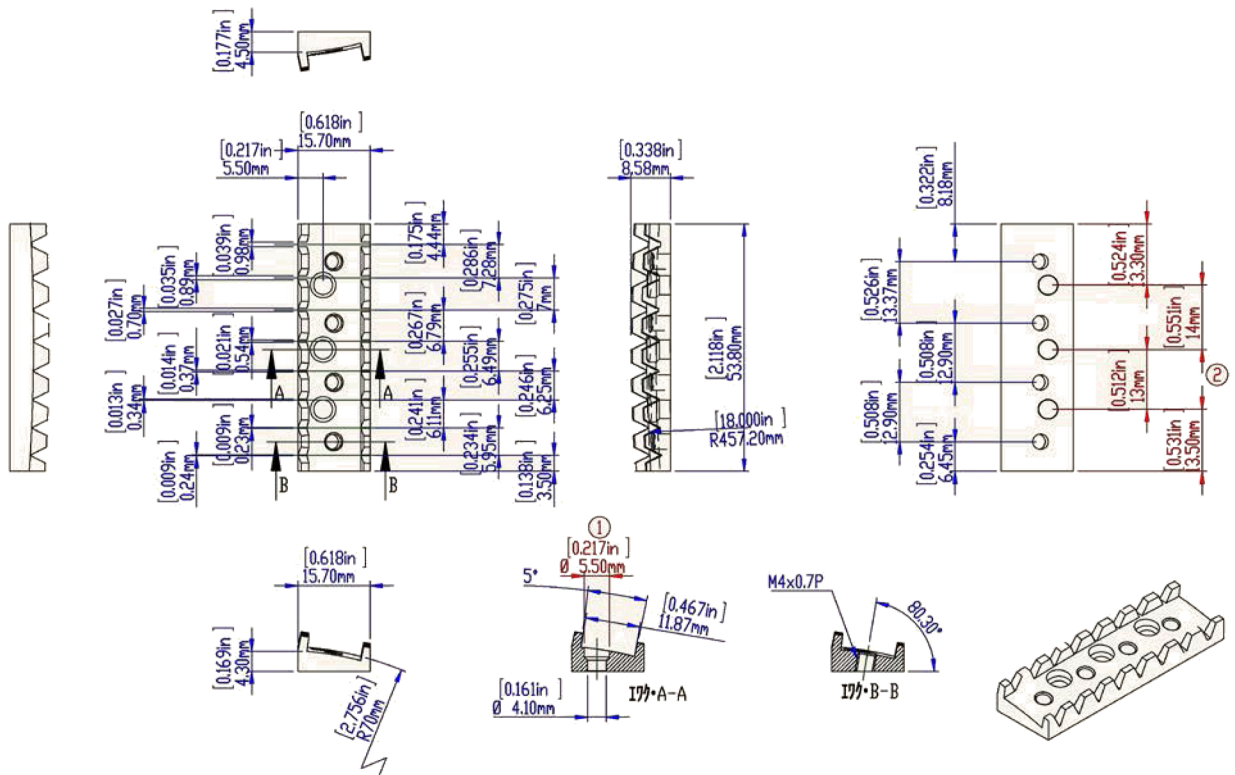 [0.177in]
4.50mm
[0.618in]
15.70mm
[0.217in]
5.50mm
[0.039in]
0.98mm
[0.035in]
0.89mm
[0.027in]
0.70mm
[0.021in]
0.54mm
[0.014in]
0.37mm
[0.013in]
0.34mm
[0.009in]
0.23mm
[0.009in]
0.24mm
A
A
B
B
[0.175in]
4.44mm
[0.286in]
7.28mm
[0.275in]
7mm
[0.267in]
6.79mm
[0.255in]
6.49mm
[0.246in]
6.25mm
[0.241in]
6.11mm
[0.234in]
5.95mm
[0.138in]
3.50mm
[0.338in]
8.58mm
[2.118in]
53.80mm
[18.000in]
R457.20mm
[0.322in]
8.18mm
[0.526in]
13.37mm
[0.508in]
12.90mm
[0.508in]
12.90mm
[0.254in]
6.45mm
[0.524in]
13.30mm
[0.551in]
14mm
[0.512in]
13mm
[0.531in]
13.50mm
2
[0.618in]
15.70mm
[0.169in]
4.30mm
[2.756in]
R70mm
1
[0.217in]
Ø 5.50mm
5°
[0.467in]
11.87mm
[0.161in]
Ø 4.10mm
A-A
M4x0.7P
80.30°
B-B